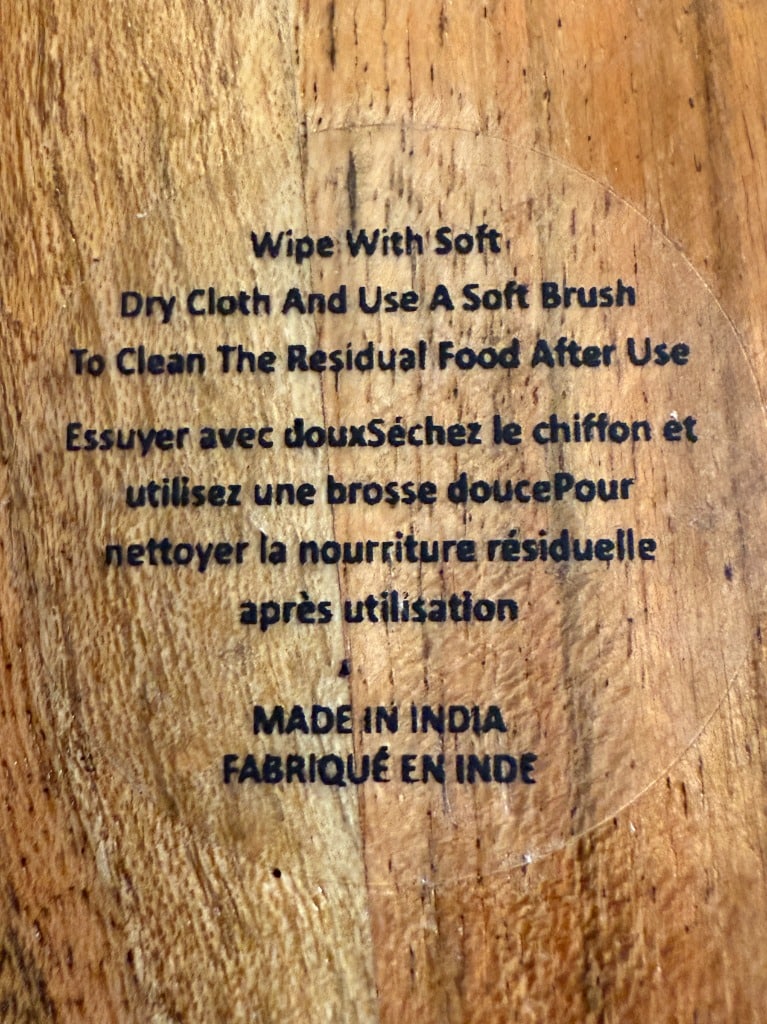 Wipe With Soft
Dry Cloth And Use A Soft Brush
To Clean The Residual Food After Use
Essuyer avec douxSéchez le chiffon et
utilisez une brosse doucePour
nettoyer la nourriture résiduelle
après utilisation
MADE IN INDIA
FABRIQUÉ EN INDE